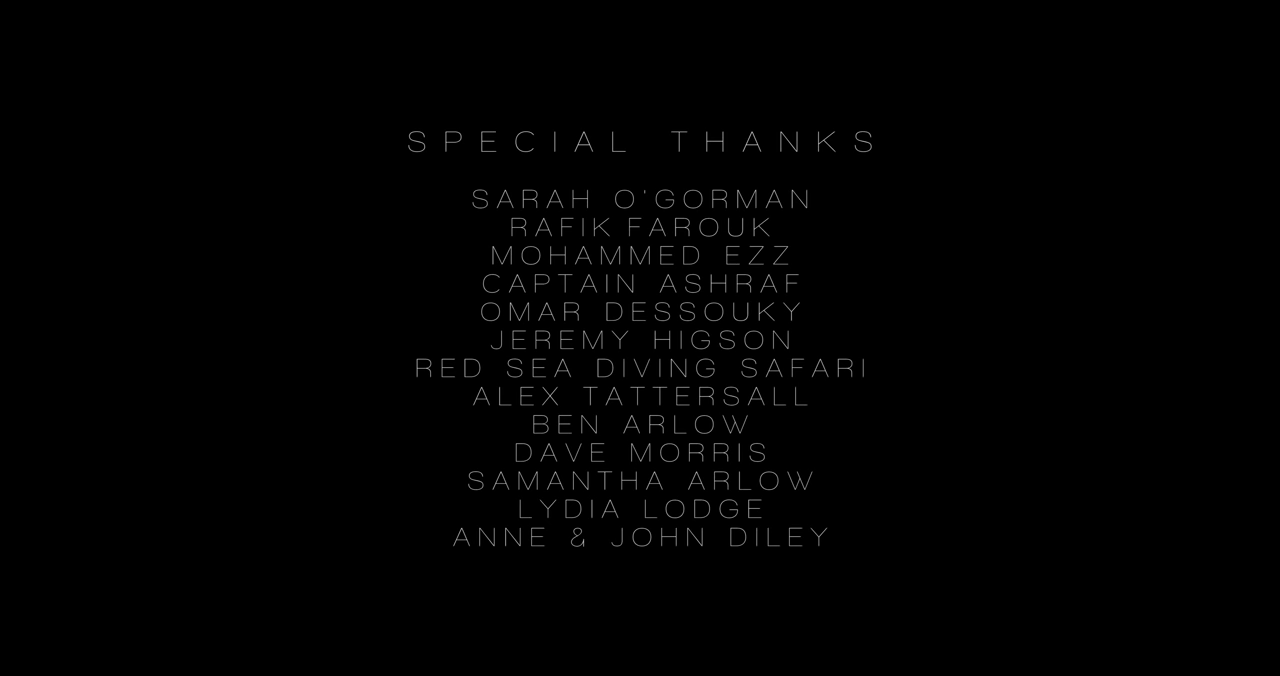 SPECIAL THANKS
SARAH O'GORMAN
RAFIK FAROUK
MOHAMMED EZZ
CAPTAIN ASHRAF
OMAR DESSOUKY
JEREMY HIGSON
RED SEA DIVING SAFARI
ALEX TATTERSALL
BEN ARLOW
DAVE MORRIS
SAMANTHA ARLOW
LYDIA LODGE
ANNE & JOHN DILEY